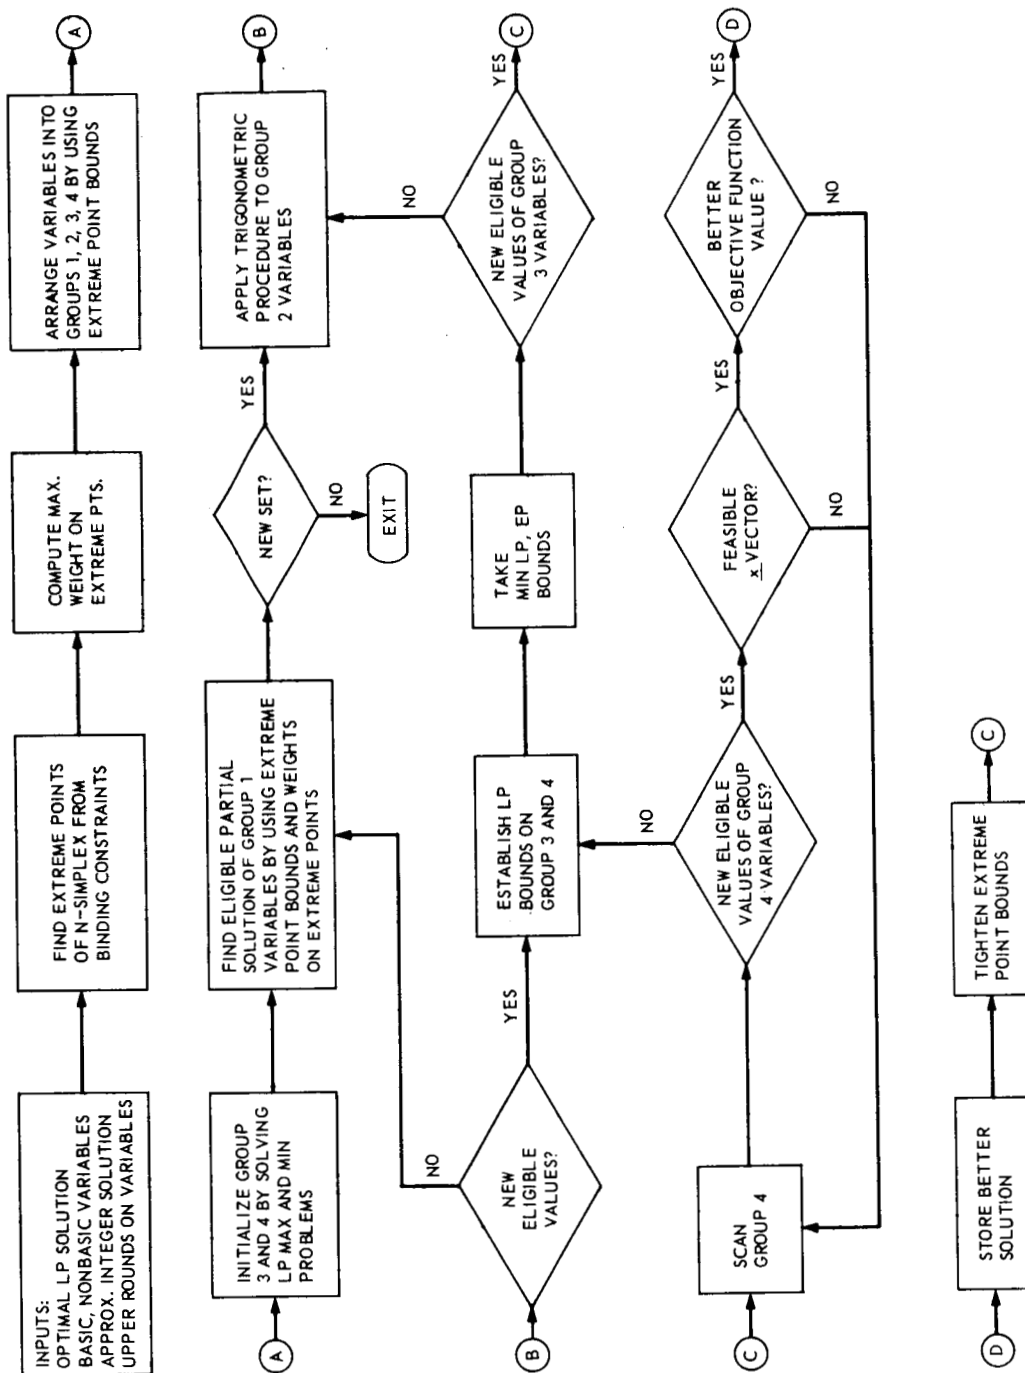 INPUTS:
OPTIMAL LP SOLUTION
BASIC, NONBASIC VARIABLES
APPROX. INTEGER SOLUTION
UPPER ROUNDS ON VARIABLES
FIND EXTREME POINTS
OF N-SIMPLEX FROM
BINDING CONSTRAINTS
COMPUTE MAX.
WEIGHT ON
EXTREME PTS.
ARRANGE VARIABLES INTO
GROUPS 1, 2, 3, 4 BY USING
EXTREME POINT BOUNDS
A
A
INITIALIZE GROUP
3 AND 4 BY SOLVING
LP MAX AND MIN
PROBLEMS
FIND ELIGIBLE PARTIAL
SOLUTION OF GROUP 1
VARIABLES BY USING EXTREME
POINT BOUNDS AND WEIGHTS
ON EXTREME POINTS
NEW SET?
YES
NO
EXIT
APPLY TRIGONOMETRIC
PROCEDURE TO GROUP
2 VARIABLES
B
B
NEW
ELIGIBLE
VALUES?
NO
YES
ESTABLISH LP
BOUNDS ON
GROUP 3 AND 4
TAKE
MIN LP, EP
BOUNDS
NEW ELIGIBLE
VALUES OF GROUP
3 VARIABLES?
NO
YES
C
C
SCAN
GROUP 4
NEW ELIGIBLE
VALUES OF GROUP
4 VARIABLES?
NO
YES
FEASIBLE
x VECTOR?
YES
NO
BETTER
OBJECTIVE FUNCTION
VALUE ?
YES
NO
D
D
STORE BETTER
SOLUTION
TIGHTEN EXTREME
POINT BOUNDS
C